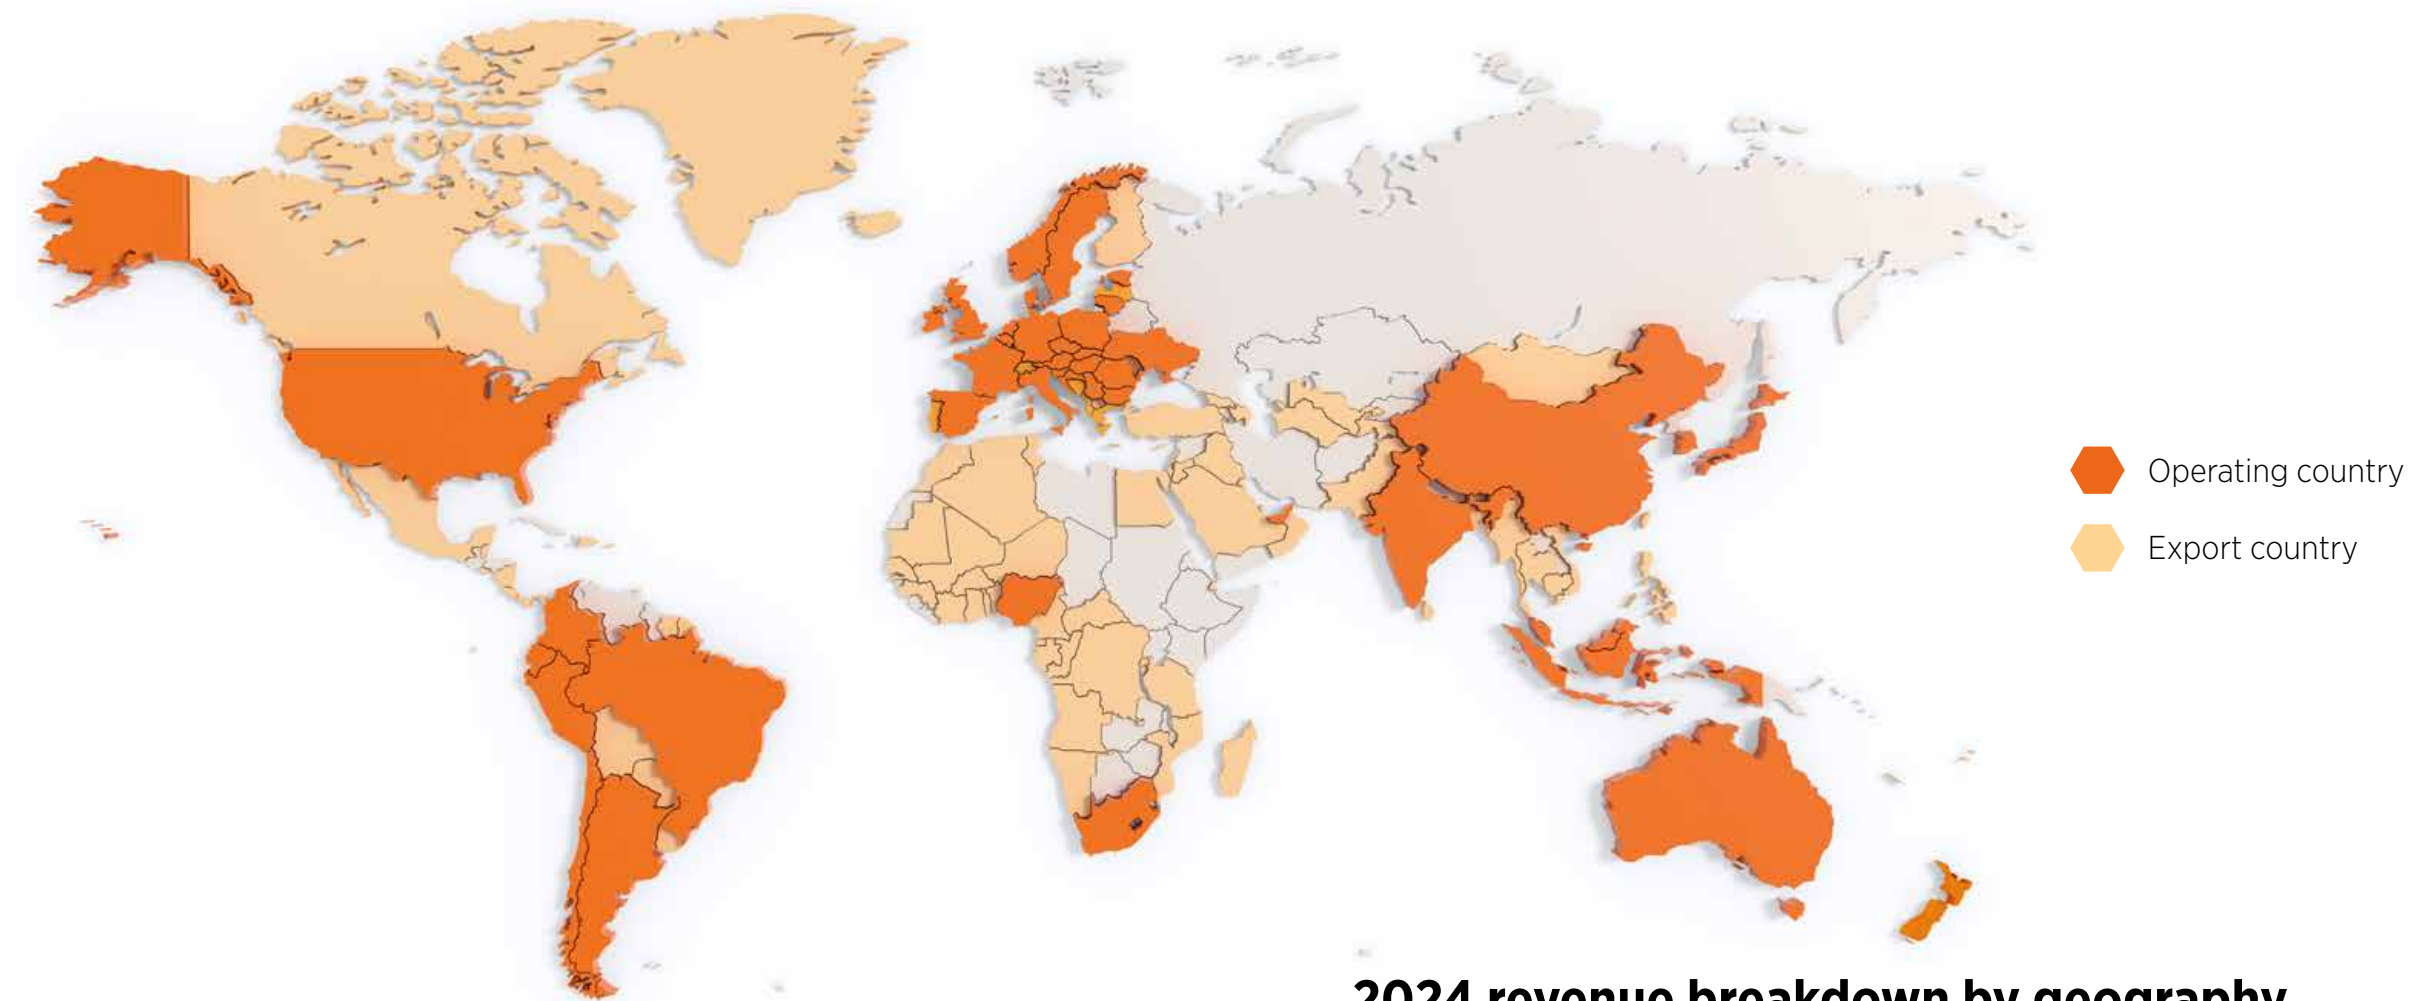 Operating country
Export country
2024 revenue breakdown by geography